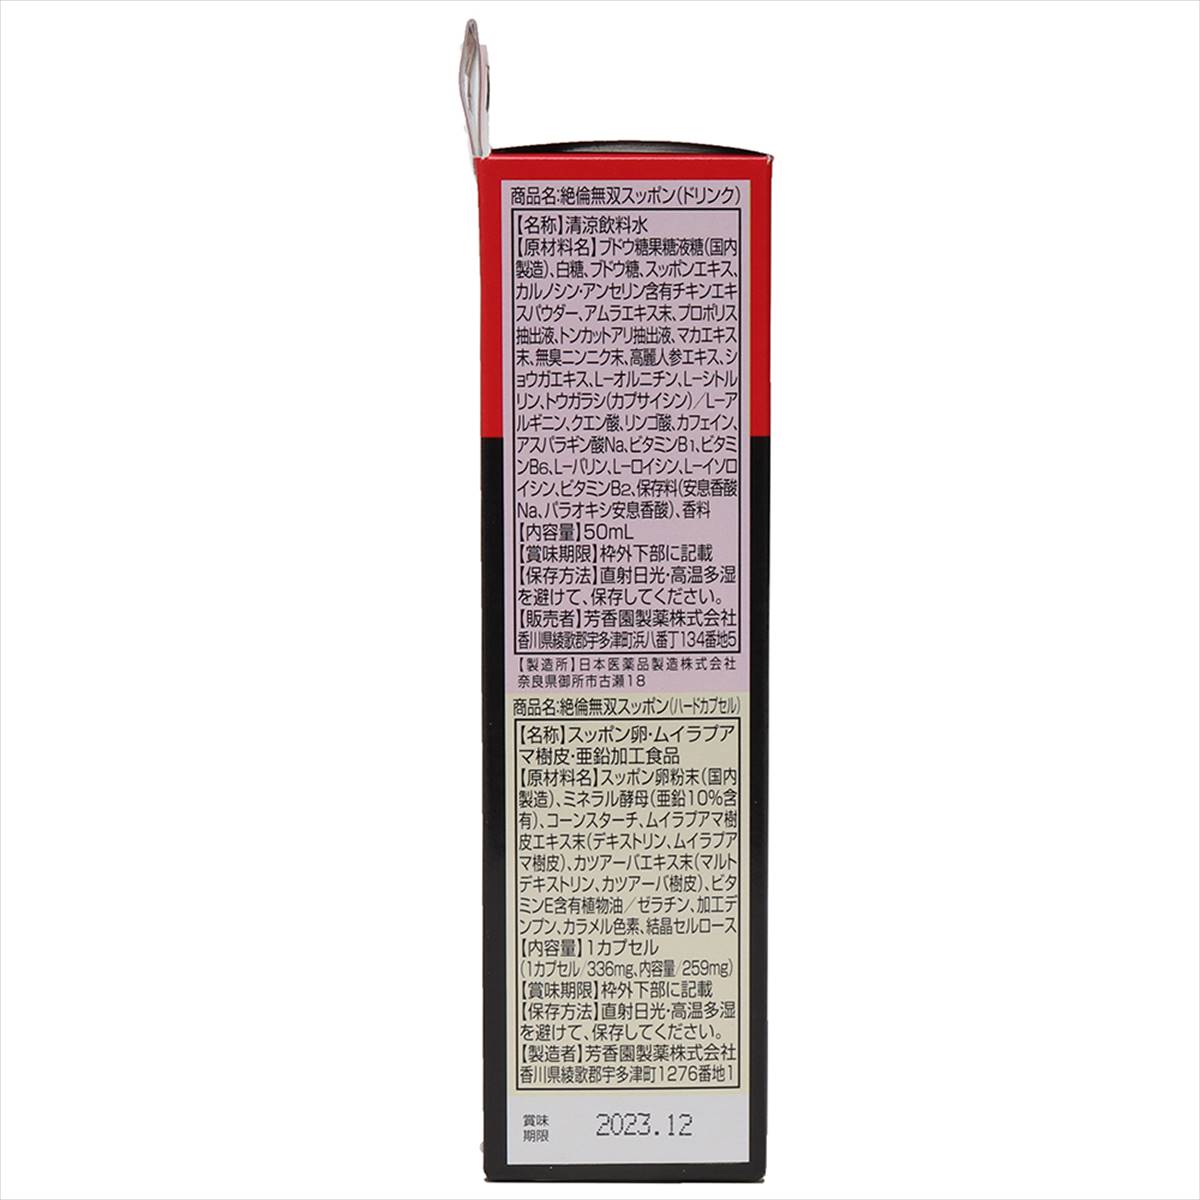 商品名:絶倫無双スッポン(ドリンク)
【名称】清涼飲料水
【原材料名】ブドウ糖果糖液糖(国内
製造)、白糖、ブドウ糖、スッポンエキス、
カルノシン・アンセリン含有チキンエキ
スパウダー、アムラエキス末、プロポリス
抽出液、トンカットアリ抽出液、マカエキス
末、無臭ニンニク末、高麗人参エキス、シ
ョウガエキス、L-オルニチン、L-シトル
リン、トウガラシ(カプサイシン)/L-ア
ルギニン、クエン酸、リンゴ酸、カフェイン、
アスパラギン酸Na、ビタミンB1、ビタミ
ンB6、L-バリン、L-ロイシン、L-イソロ
イシン、ビタミンB2、保存料(安息香酸
Na、パラオキシ安息香酸)、香料
【内容量】50mL
【賞味期限】枠外下部に記載
【保存方法】直射日光・高温多湿
を避けて、保存してください。
【販売者】芳香園製薬株式会社
香川県綾歌郡宇多津町浜八番丁134番地5
【製造所】日本医薬品製造株式会社
奈良県御所市古瀬18
商品名:絶倫無双スッポン(ハードカプセル)
【名称】スッポン卵・ムイラプア
マ樹皮・亜鉛加工食品
【原材料名】スッポン卵粉末(国内
製造)、ミネラル酵母(亜鉛10%含
有)、コーンスターチ、ムイラプアマ樹
皮エキス末(デキストリン、ムイラプア
マ樹皮)、カツアーバエキス末(マルト
デキストリン、カツアーバ樹皮)、ビタ
ミンE含有植物油/ゼラチン、加工デ
ンプン、カラメル色素、結晶セルロース
【内容量】1カプセル
(1カプセル/336mg、内容量/259mg)
【賞味期限】枠外下部に記載
【保存方法】直射日光・高温多湿
を避けて、保存してください。
【製造者】芳香園製薬株式会社
香川県綾歌郡宇多津町1276番地1
賞味
期限
2023.12